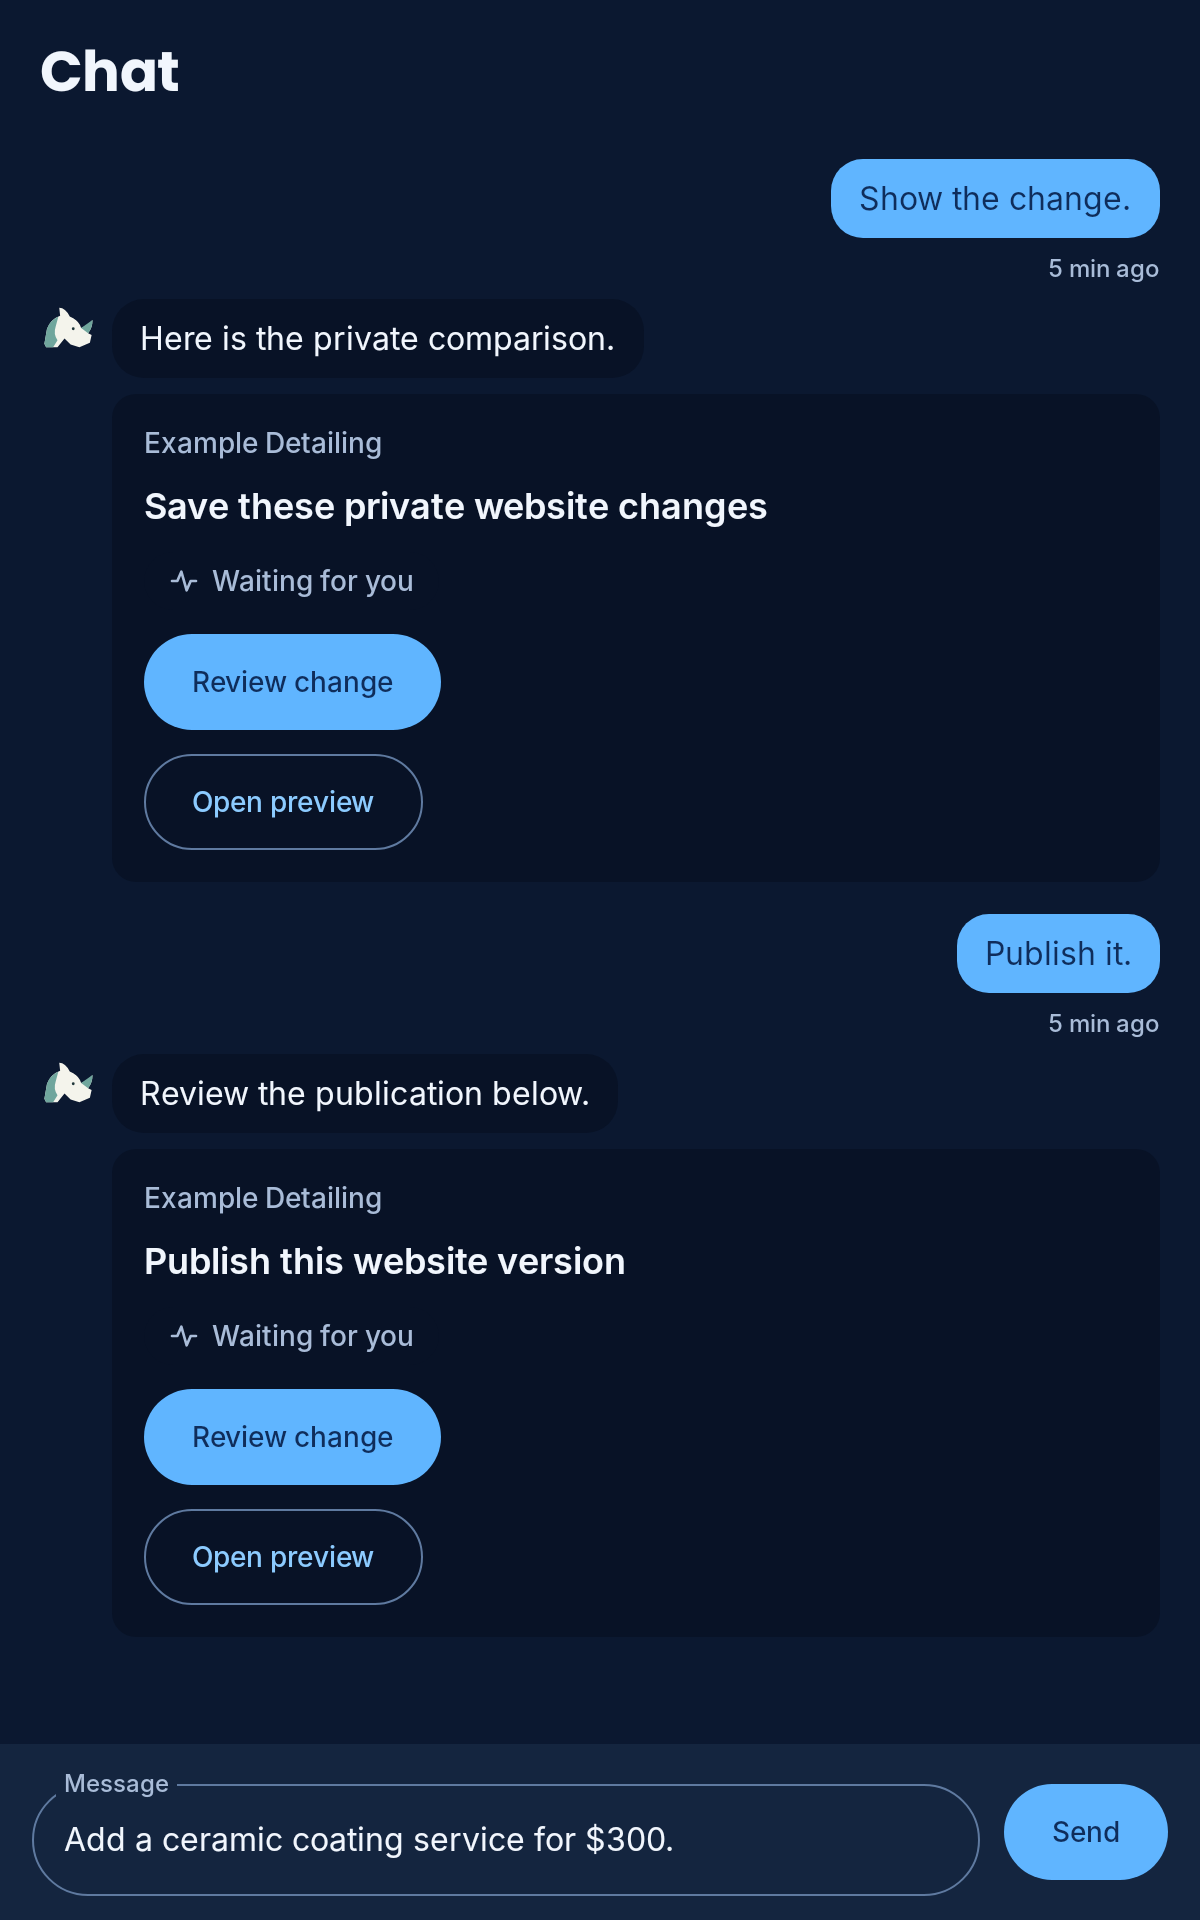 Chat
Show the change.
5 min ago
Here is the private comparison.
Example Detailing
Save these private website changes
Waiting for you
Review change
Open preview
Publish it.
5 min ago
Review the publication below.
Example Detailing
Publish this website version
Waiting for you
Review change
Open preview
Message
Add a ceramic coating service for $300.
Send